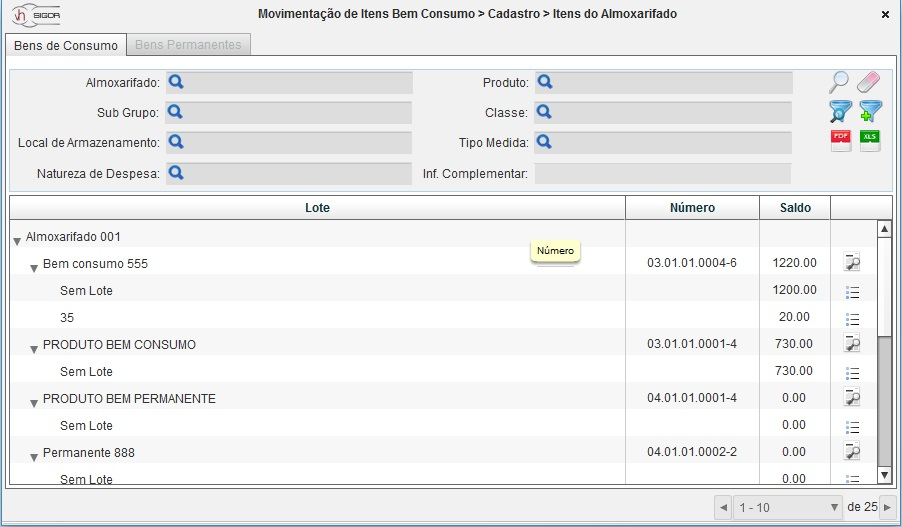 SIGOR
Movimentação de Itens Bem Consumo > Cadastro > Itens do Almoxarifado
Bens de Consumo Bens Permanentes
Almoxarifado: Produto:
Sub Grupo: Classe:
Local de Armazenamento: Tipo Medida:
Natureza de Despesa: Inf. Complementar:
PDF XLS
Lote Número Saldo
Almoxarifado 001
Número
Bem consumo 555 03.01.01.0004-6 1220.00
Sem Lote 1200.00
35 20.00
PRODUTO BEM CONSUMO 03.01.01.0001-4 730.00
Sem Lote 730.00
PRODUTO BEM PERMANENTE 04.01.01.0001-4 0.00
Sem Lote 0.00
Permanente 888 04.01.01.0002-2 0.00
Sem Lote 0.00
1 - 10 de 25